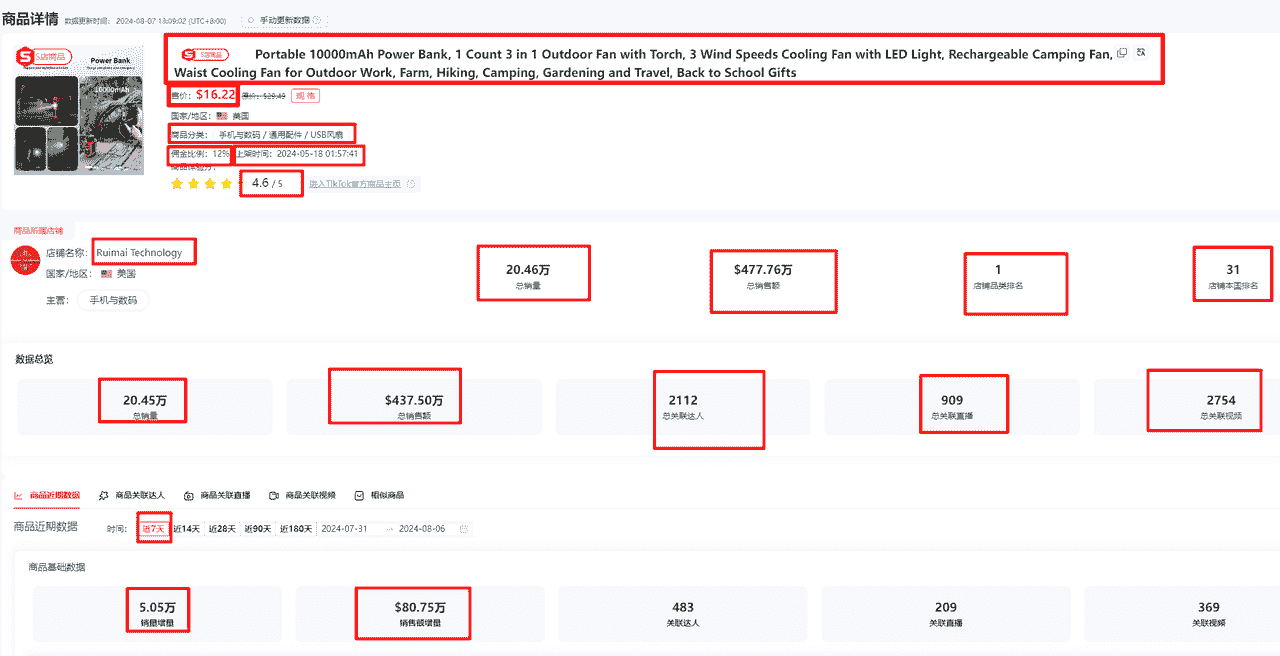 商品详情 数据更新时间: 2024-08-07 13:09:02 (UTC+8:00) 手动更新数据
S店商品
Power Bank
10000mAh
S店商品 Portable 10000mAh Power Bank, 1 Count 3 in 1 Outdoor Fan with Torch, 3 Wind Speeds Cooling Fan with LED Light, Rechargeable Camping Fan,
Waist Cooling Fan for Outdoor Work, Farm, Hiking, Camping, Gardening and Travel, Back to School Gifts
售价: $16.22 原价: $29.49 规格
国家/地区: 美国
商品分类: 手机与数码 / 通用配件 / USB风扇
佣金比例: 12% 上架时间: 2024-05-18 01:57:41
商品体验分:
4.6 / 5 进入TikTok官方商品主页
商品所属店铺
店铺名称: Ruimai Technology
国家/地区: 美国
主营: 手机与数码
20.46万 $477.76万 1 31
总销量 总销售额 店铺品类排名 店铺本国排名
数据总览
20.45万 $437.50万 2112 909 2754
总销量 总销售额 总关联达人 总关联直播 总关联视频
商品近期数据 商品关联达人 商品关联直播 商品关联视频 相似商品
商品近期数据 时间: 近7天 近14天 近28天 近90天 近180天 2024-07-31 → 2024-08-06
商品基础数据
5.05万 $80.75万 483 209 369
销量增量 销售额增量 关联达人 关联直播 关联视频